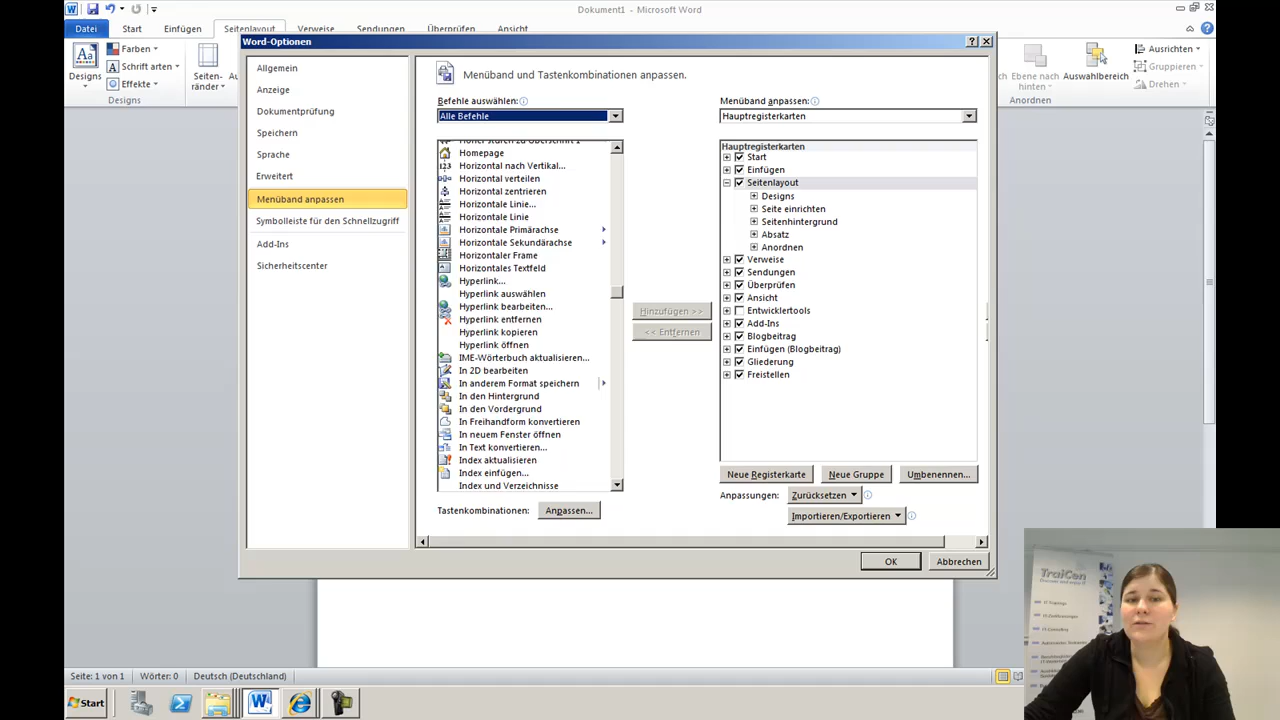 Dokument1 - Microsoft Word
Datei
Start
Einfügen
Seitenlayout
Verweise
Sendungen
Überprüfen
Ansicht
Designs
Farben
Schrift arten
Effekte
Designs
Seiten-
ränder
Ebene nach
hinten
Auswahlbereich
Ausrichten
Gruppieren
Drehen
Anordnen
Word-Optionen
Allgemein
Anzeige
Dokumentprüfung
Speichern
Sprache
Erweitert
Menüband anpassen
Symbolleiste für den Schnellzugriff
Add-Ins
Sicherheitscenter
Menüband und Tastenkombinationen anpassen.
Befehle auswählen:
Alle Befehle
Homepage
Horizontal nach Vertikal...
Horizontal verteilen
Horizontal zentrieren
Horizontale Linie...
Horizontale Linie
Horizontale Primärachse
Horizontale Sekundärachse
Horizontaler Frame
Horizontales Textfeld
Hyperlink...
Hyperlink auswählen
Hyperlink bearbeiten...
Hyperlink entfernen
Hyperlink kopieren
Hyperlink öffnen
IME-Wörterbuch aktualisieren...
In 2D bearbeiten
In anderem Format speichern
In den Hintergrund
In den Vordergrund
In Freihandform konvertieren
In neuem Fenster öffnen
In Text konvertieren...
Index aktualisieren
Index einfügen...
Index und Verzeichnisse
Tastenkombinationen:
Anpassen...
Hinzufügen >>
<< Entfernen
Menüband anpassen:
Hauptregisterkarten
Hauptregisterkarten
Start
Einfügen
Seitenlayout
Designs
Seite einrichten
Seitenhintergrund
Absatz
Anordnen
Verweise
Sendungen
Überprüfen
Ansicht
Entwicklertools
Add-Ins
Blogbeitrag
Einfügen (Blogbeitrag)
Gliederung
Freistellen
Neue Registerkarte
Neue Gruppe
Umbenennen...
Anpassungen:
Zurücksetzen
Importieren/Exportieren
OK
Abbrechen
Seite: 1 von 1
Wörter: 0
Deutsch (Deutschland)
Start
TraiCen
IT-Trainings
IT-Consulting